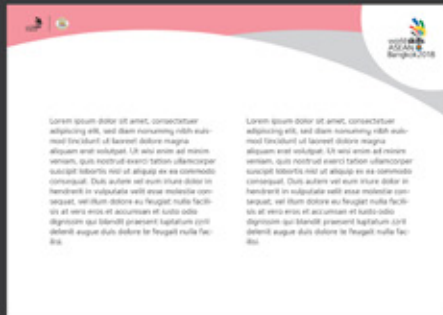 worldskills
ASEAN
Bangkok2018
Lorem ipsum dolor sit amet, consectetuer
adipiscing elit, sed diam nonummy nibh euis-
mod tincidunt ut laoreet dolore magna
aliquam erat volutpat. Ut wisi enim ad minim
veniam, quis nostrud exerci tation ullamcorper
suscipit lobortis nisl ut aliquip ex ea commodo
consequat. Duis autem vel eum iriure dolor in
hendrerit in vulputate velit esse molestie con-
sequat, vel illum dolore eu feugiat nulla facili-
sis at vero eros et accumsan et iusto odio
dignissim qui blandit praesent luptatum zzril
delenit augue duis dolore te feugait nulla fac-
ilisi.
Lorem ipsum dolor sit amet, consectetuer
adipiscing elit, sed diam nonummy nibh euis-
mod tincidunt ut laoreet dolore magna
aliquam erat volutpat. Ut wisi enim ad minim
veniam, quis nostrud exerci tation ullamcorper
suscipit lobortis nisl ut aliquip ex ea commodo
consequat. Duis autem vel eum iriure dolor in
hendrerit in vulputate velit esse molestie con-
sequat, vel illum dolore eu feugiat nulla facili-
sis at vero eros et accumsan et iusto odio
dignissim qui blandit praesent luptatum zzril
delenit augue duis dolore te feugait nulla fac-
ilisi.